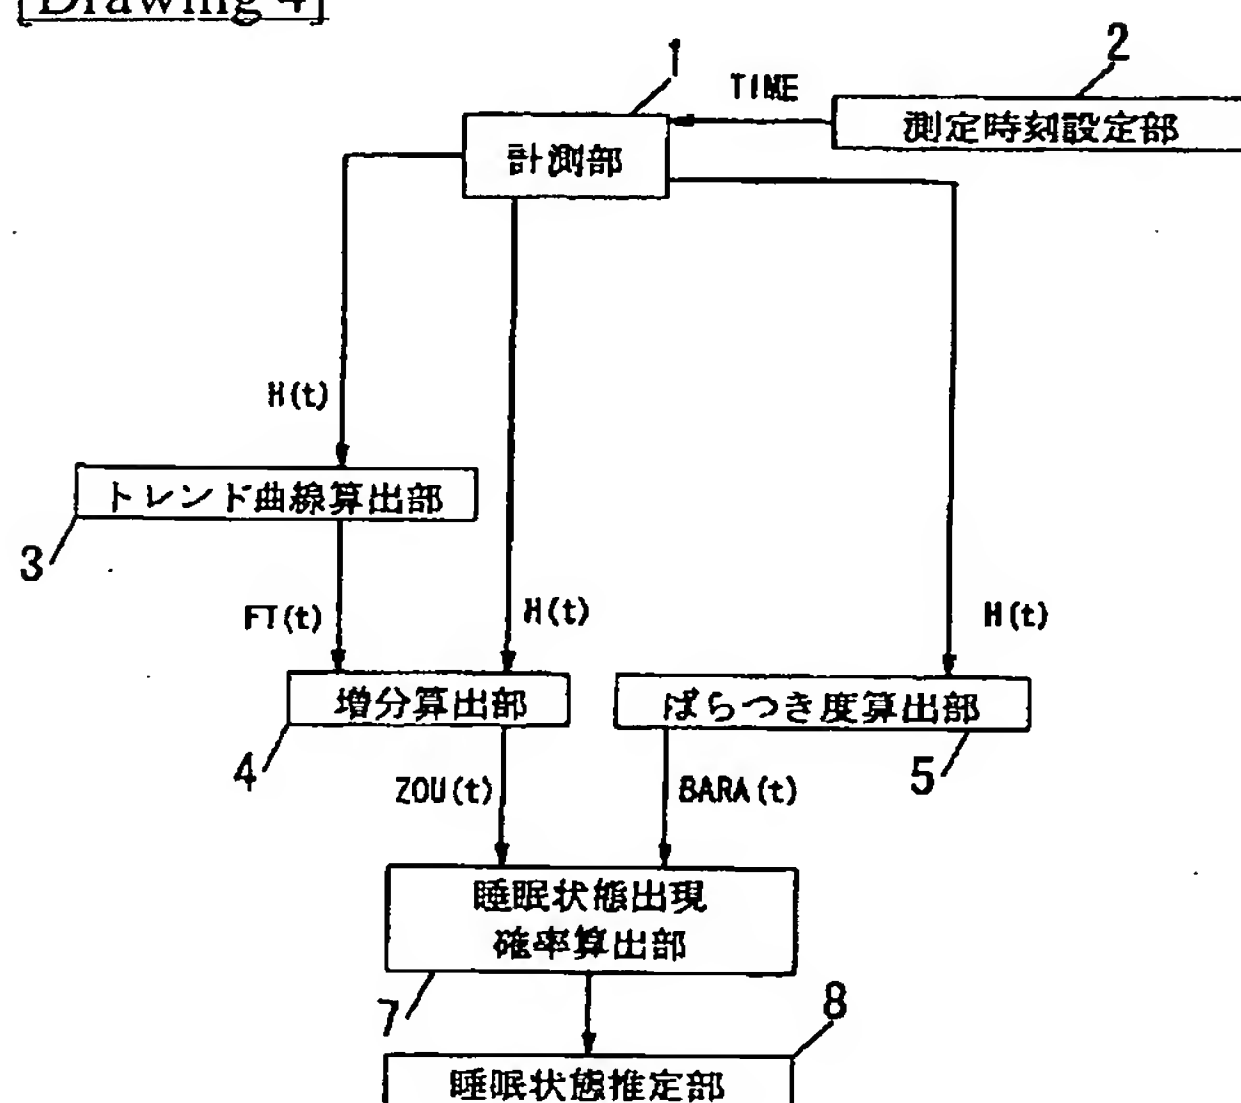 [Drawing 4]
1
2
TIME
測定時刻設定部
計測部
H(t)
トレンド曲線算出部
3
FT(t)
H(t)
H(t)
増分算出部
ばらつき度算出部
4
5
ZOU(t)
BARA(t)
睡眠状態出現
確率算出部
7
8
睡眠状態推定部